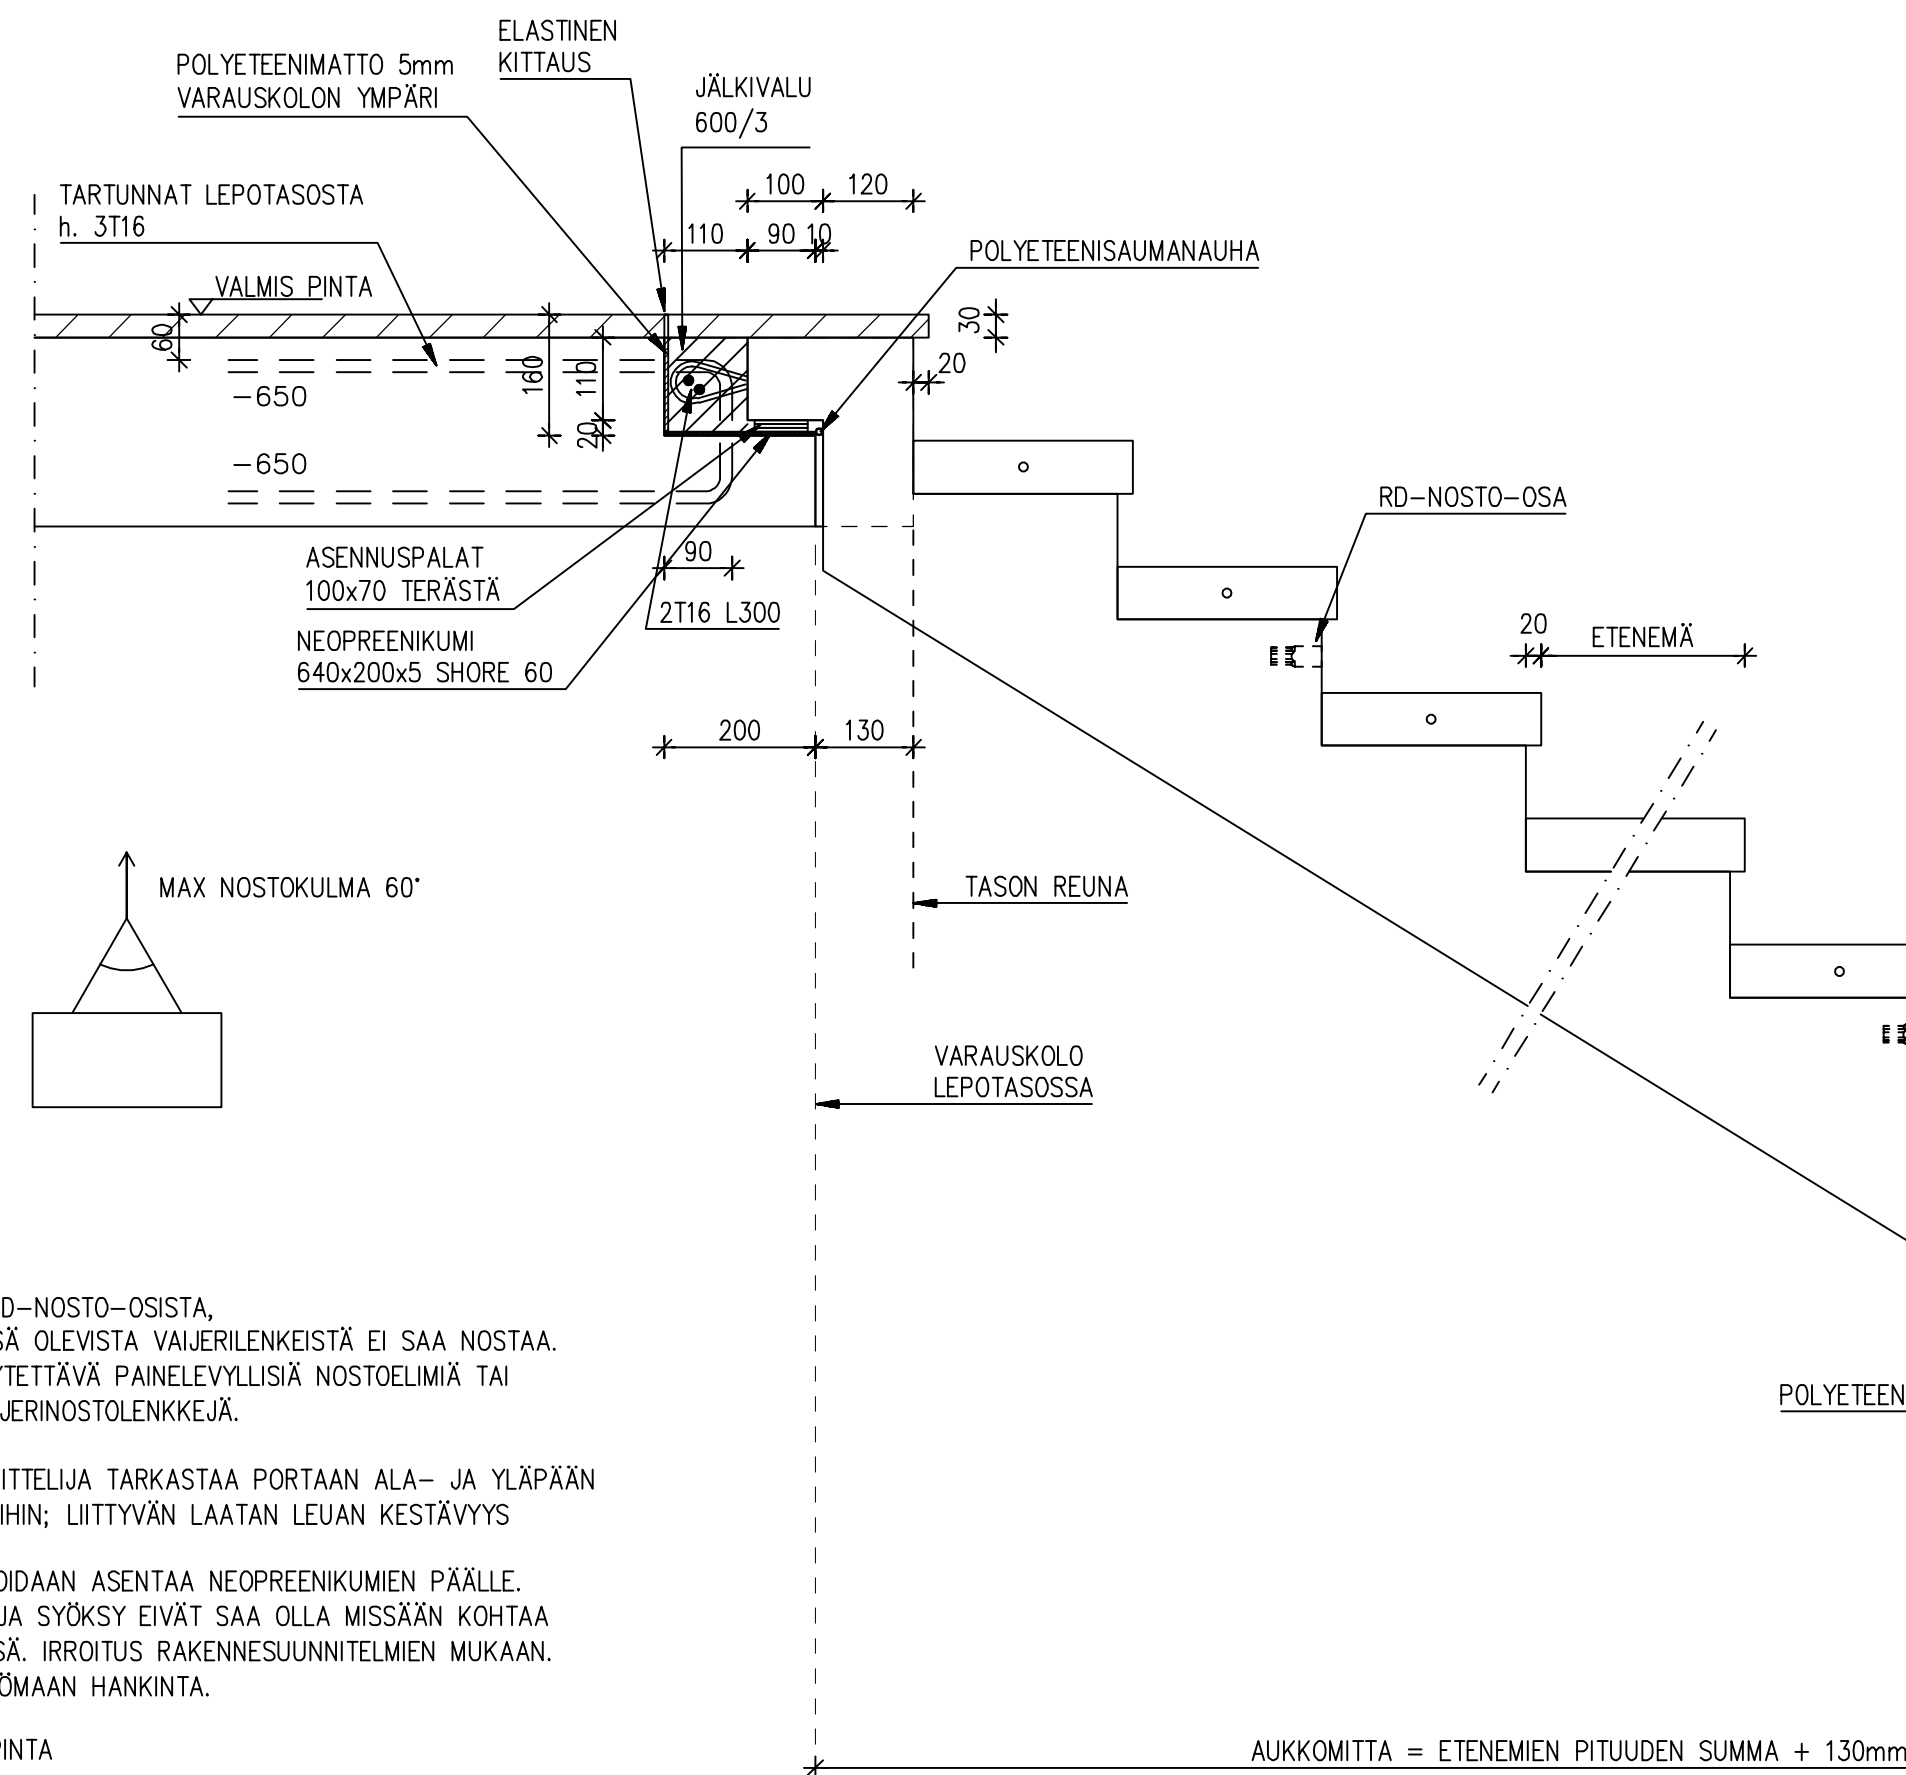 ELASTINEN
KITTAUS
POLYETEENIMATTO 5mm
VARAUSKOLON YMPÄRI
JÄLKIVALU
600/3
TARTUNNAT LEPOTASOSTA
h. 3T16
100 120
110 90 10
POLYETEENISAUMANAUHA
VALMIS PINTA
60
30
160
110
20
20
-650
-650
RD-NOSTO-OSA
ASENNUSPALAT
100x70 TERÄSTÄ
90
2T16 L300
NEOPREENIKUMI
640x200x5 SHORE 60
20
ETENEMÄ
200 130
MAX NOSTOKULMA 60°
TASON REUNA
VARAUSKOLO
LEPOTASOSSA
D-NOSTO-OSISTA,
SÄ OLEVISTA VAIJERILENKEISTÄ EI SAA NOSTAA.
YTETTÄVÄ PAINELEVYLLISIÄ NOSTOELIMIÄ TAI
JERINOSTOLENKKEJÄ.
POLYETEEN
ITTELIJA TARKASTAA PORTAAN ALA- JA YLÄPÄÄN
IHIN; LIITTYVÄN LAATAN LEUAN KESTÄVYYS
OIDAAN ASENTAA NEOPREENIKUMIEN PÄÄLLE.
JA SYÖKSY EIVÄT SAA OLLA MISSÄÄN KOHTAA
SÄ. IRROITUS RAKENNESUUNNITELMIEN MUKAAN.
ÖMAAN HANKINTA.
PINTA
AUKKOMITTA = ETENEMIEN PITUUDEN SUMMA + 130mm